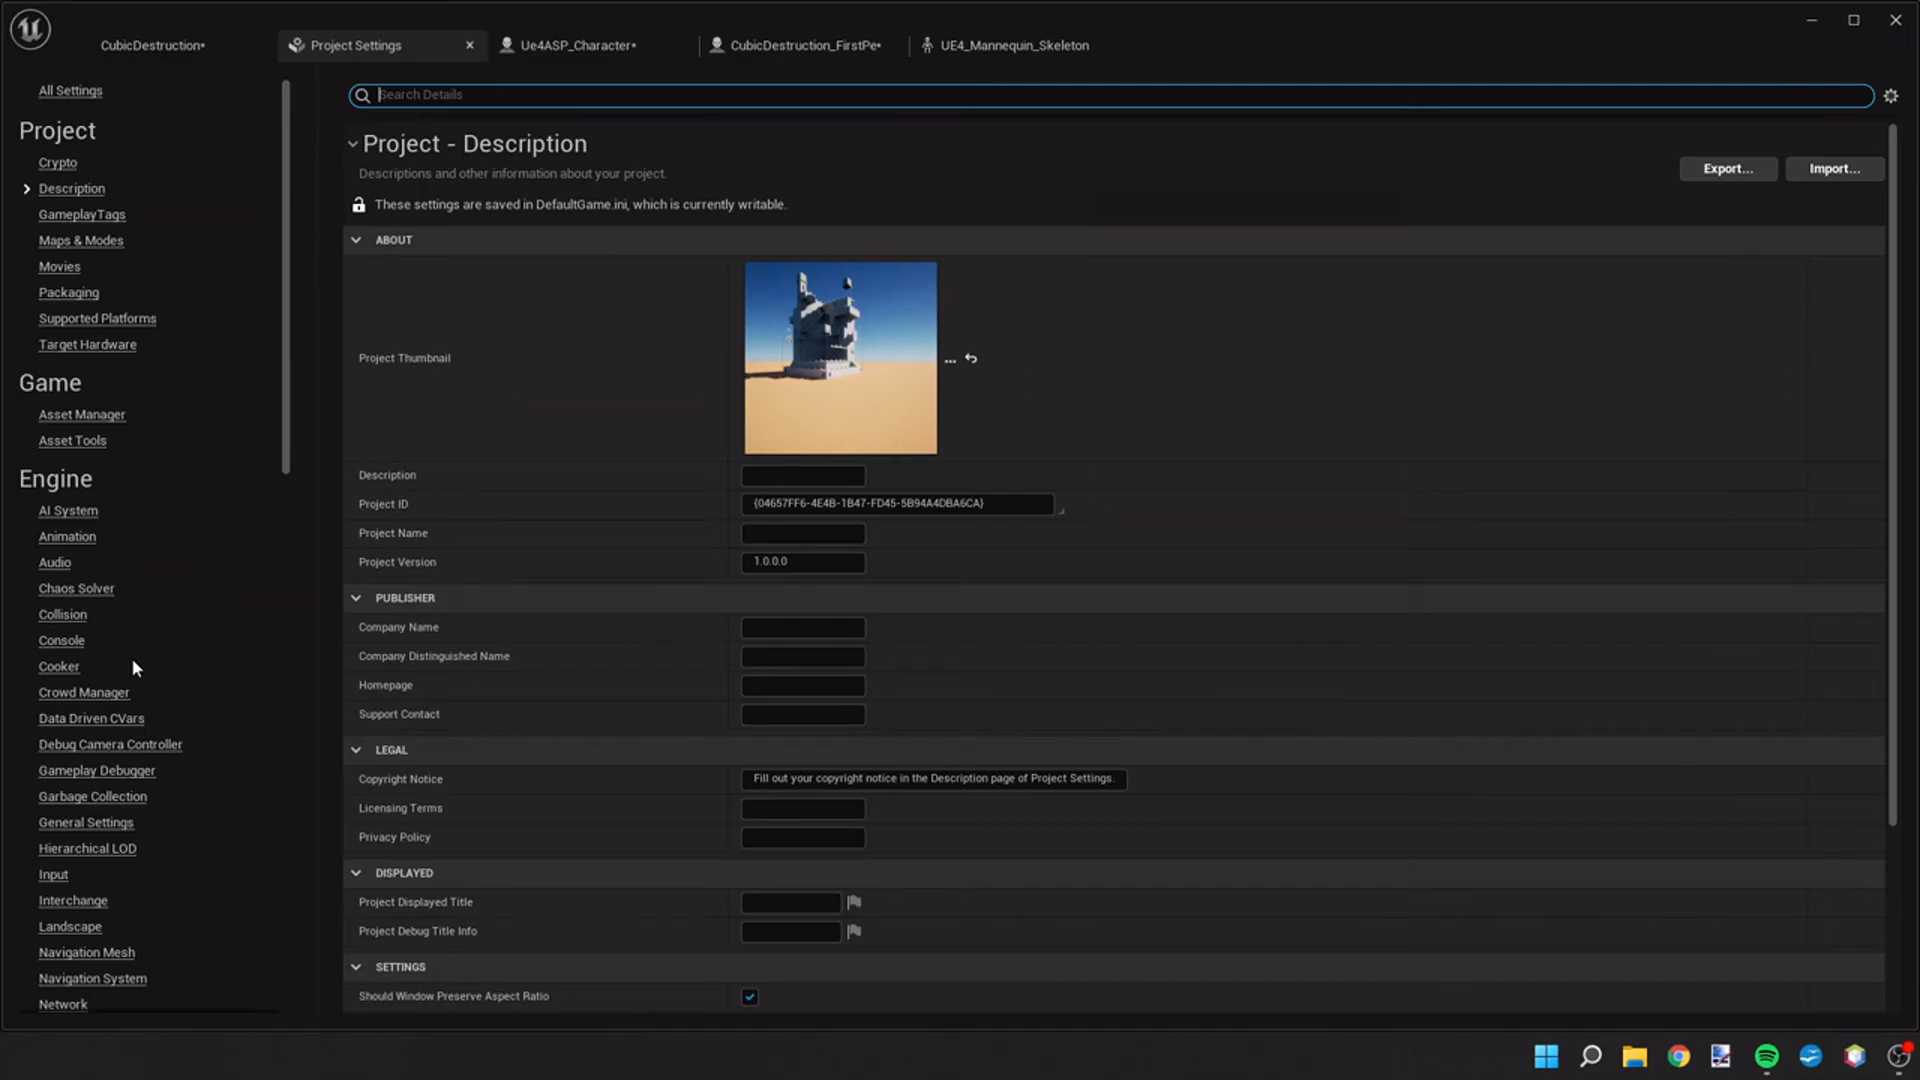 CubicDestruction*
Project Settings
Ue4ASP_Character*
CubicDestruction_FirstPe*
UE4_Mannequin_Skeleton
All Settings
Project
Crypto
Description
GameplayTags
Maps & Modes
Movies
Packaging
Supported Platforms
Target Hardware
Game
Asset Manager
Asset Tools
Engine
AI System
Animation
Audio
Chaos Solver
Collision
Console
Cooker
Crowd Manager
Data Driven CVars
Debug Camera Controller
Gameplay Debugger
Garbage Collection
General Settings
Hierarchical LOD
Input
Interchange
Landscape
Navigation Mesh
Navigation System
Network
Search Details
Project - Description
Descriptions and other information about your project.
Export...
Import...
These settings are saved in DefaultGame.ini, which is currently writable.
ABOUT
Project Thumbnail
...
Description
Project ID
{04657FF6-4E4B-1B47-FD45-5B94A4DBA6CA}
Project Name
Project Version
1.0.0.0
PUBLISHER
Company Name
Company Distinguished Name
Homepage
Support Contact
LEGAL
Copyright Notice
Fill out your copyright notice in the Description page of Project Settings.
Licensing Terms
Privacy Policy
DISPLAYED
Project Displayed Title
Project Debug Title Info
SETTINGS
Should Window Preserve Aspect Ratio